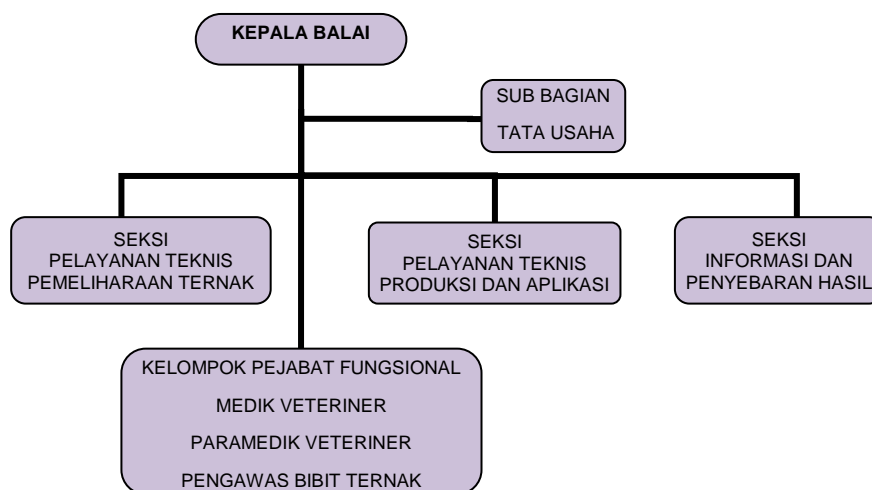 KEPALA BALAI
SUB BAGIAN
TATA USAHA
SEKSI
PELAYANAN TEKNIS
PEMELIHARAAN TERNAK
SEKSI
PELAYANAN TEKNIS
PRODUKSI DAN APLIKASI
SEKSI
INFORMASI DAN
PENYEBARAN HASIL
KELOMPOK PEJABAT FUNGSIONAL
MEDIK VETERINER
PARAMEDIK VETERINER
PENGAWAS BIBIT TERNAK